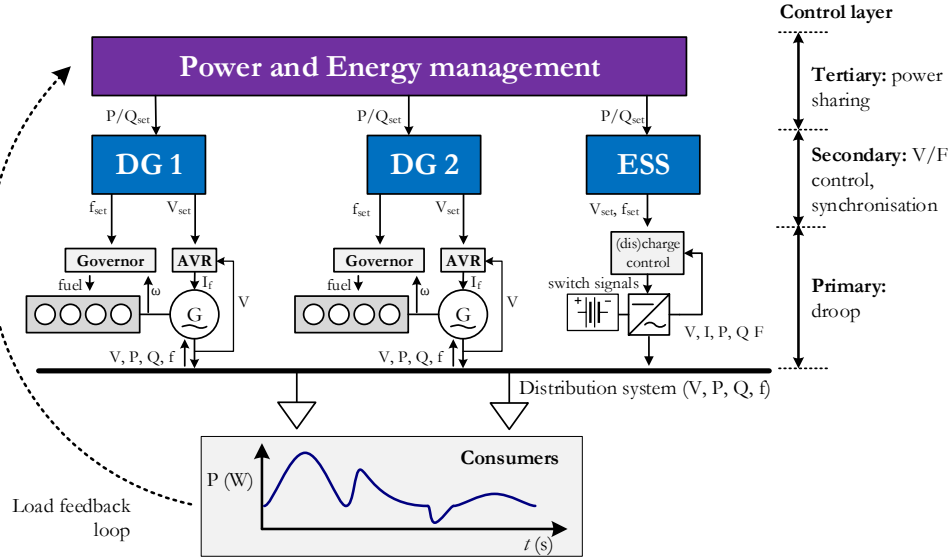 Control layer
Power and Energy management
Tertiary: power
sharing
P/Qset
P/Qset
P/Qset
DG 1
DG 2
ESS
Secondary: V/F
control,
synchronisation
fset
Vset
fset
Vset
Vset, fset
Governor
AVR
Governor
AVR
(dis)charge
control
fuel
ω
If
V
fuel
ω
If
V
switch signals
+ -
G
G
Primary:
droop
V, I, P, Q F
V, P, Q, f
V, P, Q, f
Distribution system (V, P, Q, f)
Consumers
P (W)
t (s)
Load feedback
loop